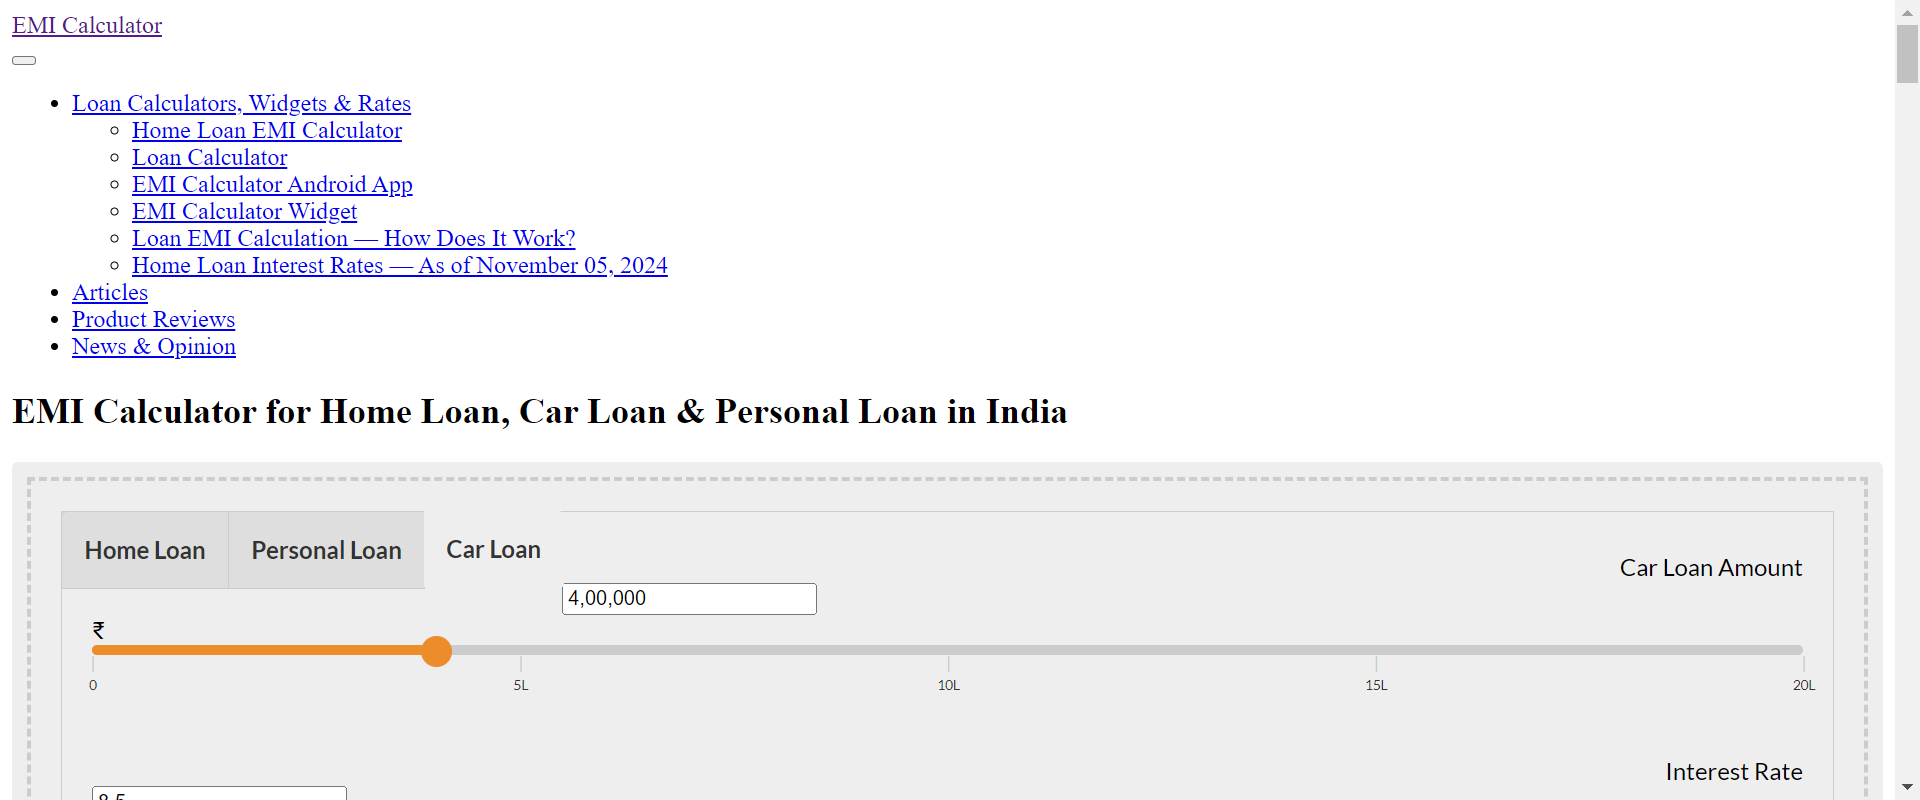 EMI Calculator
Loan Calculators, Widgets & Rates
Home Loan EMI Calculator
Loan Calculator
EMI Calculator Android App
EMI Calculator Widget
Loan EMI Calculation — How Does It Work?
Home Loan Interest Rates — As of November 05, 2024
Articles
Product Reviews
News & Opinion
EMI Calculator for Home Loan, Car Loan & Personal Loan in India
Home Loan Personal Loan Car Loan
Car Loan Amount
4,00,000
₹
0 5L 10L 15L 20L
Interest Rate